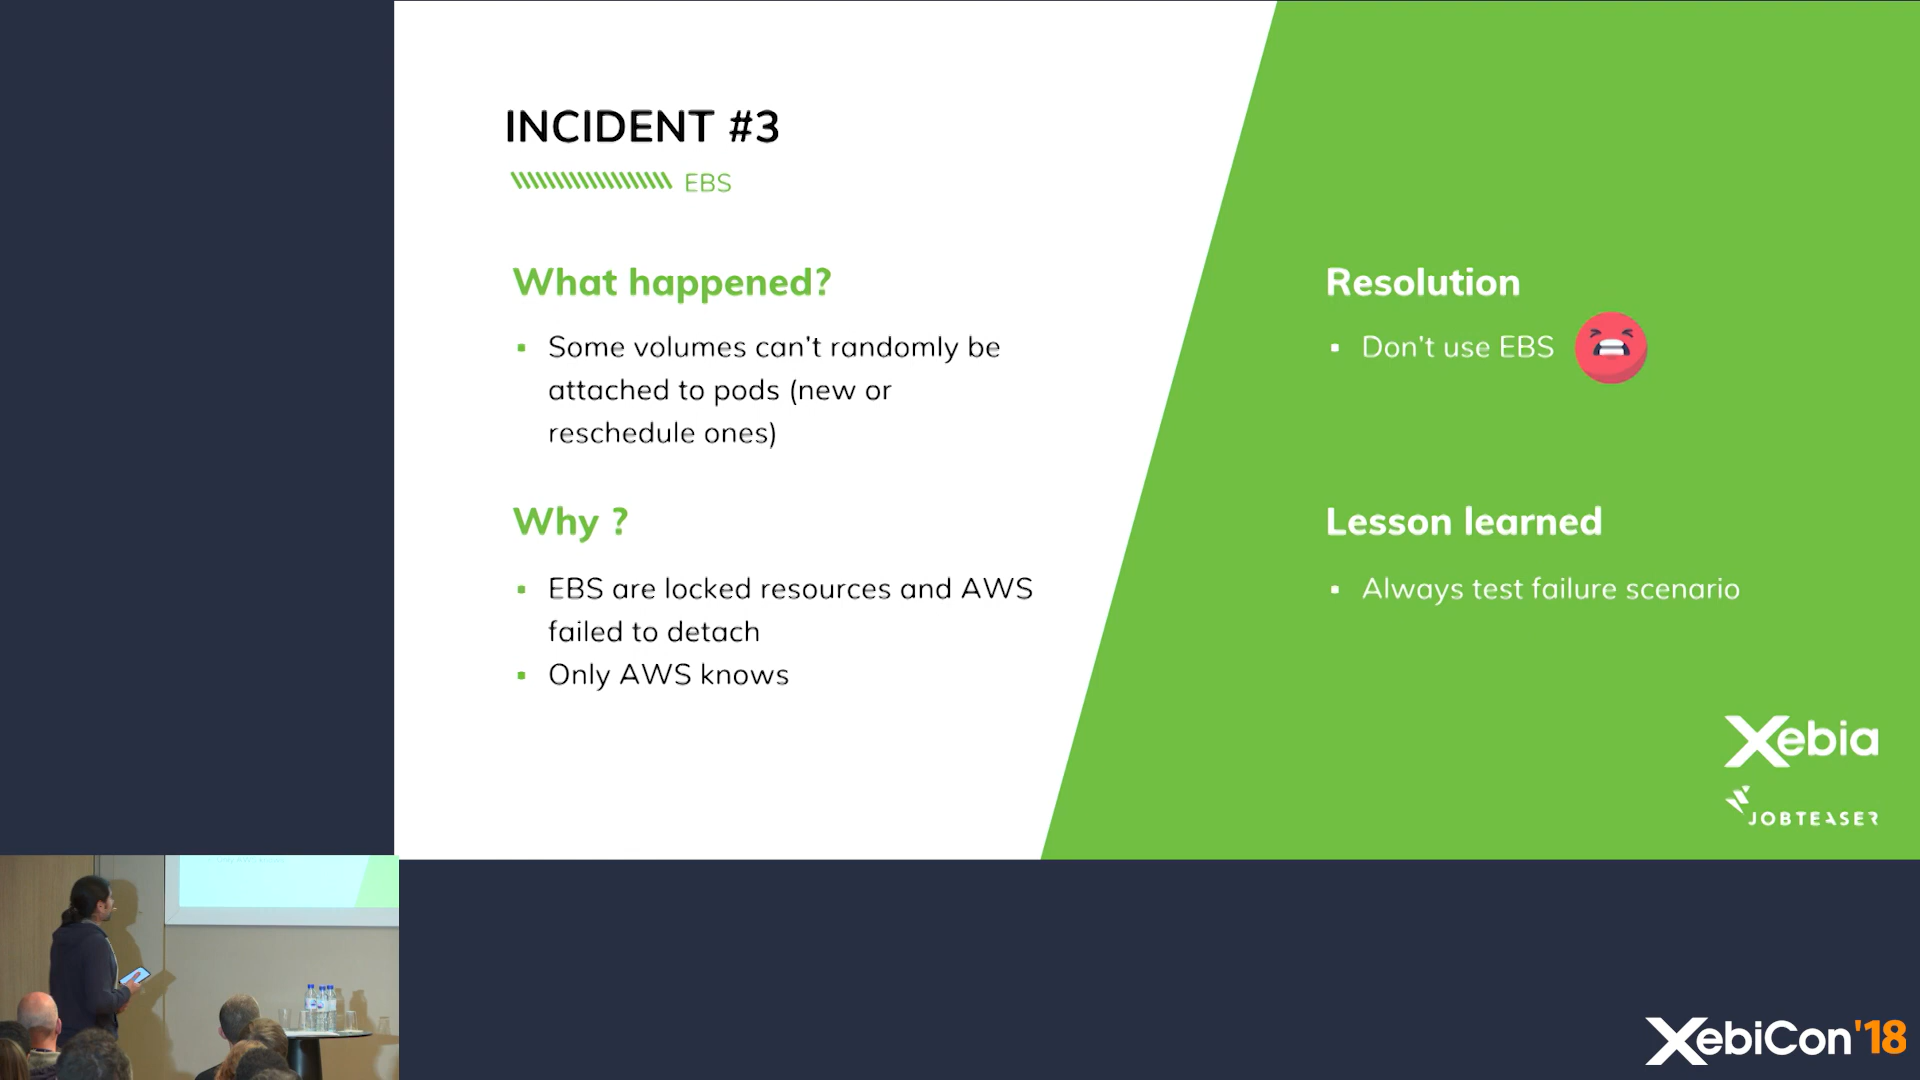 INCIDENT #3
EBS
What happened?
▪ Some volumes can't randomly be
attached to pods (new or
reschedule ones)
Why ?
▪ EBS are locked resources and AWS
failed to detach
▪ Only AWS knows
Resolution
▪ Don't use EBS
Lesson learned
▪ Always test failure scenario
Xebia
JOBTEASER
XebiCon'18